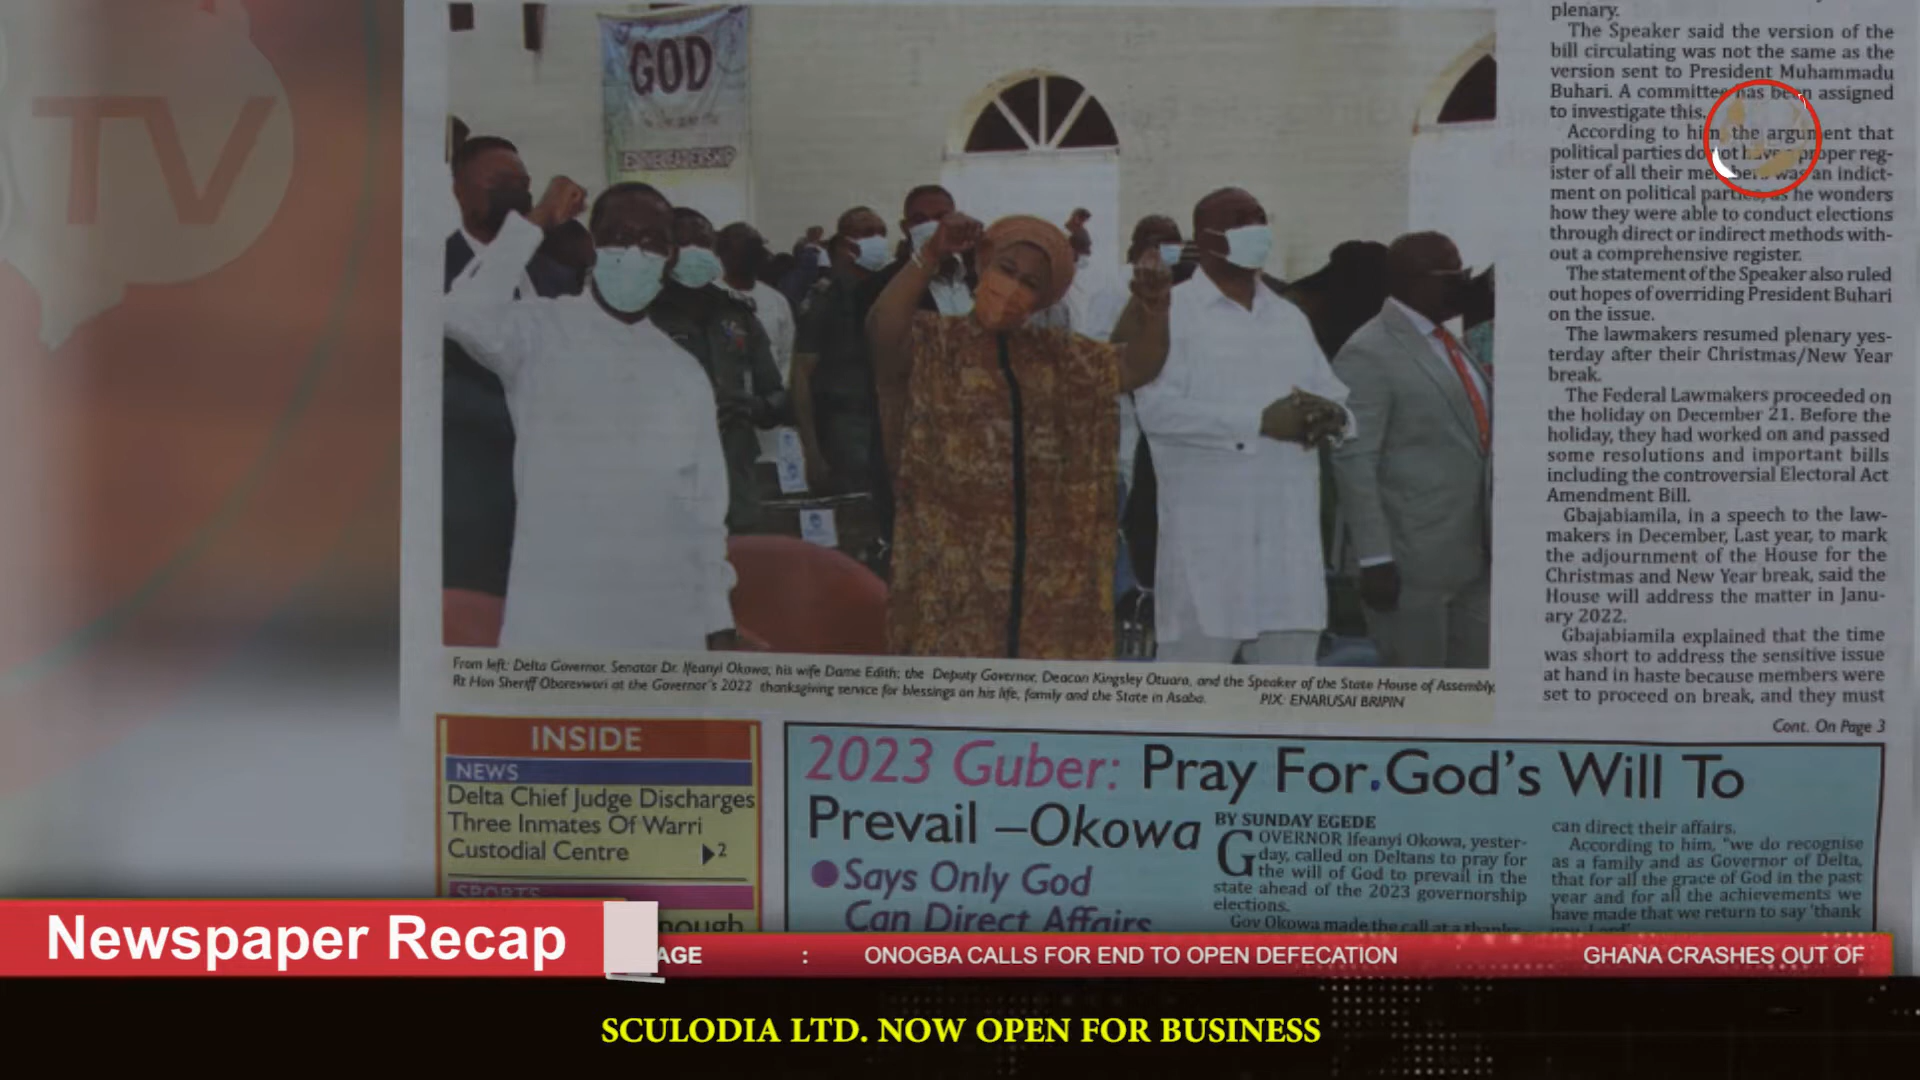 TV
GOD
plenary.
The Speaker said the version of the
bill circulating was not the same as the
version sent to President Muhammadu
Buhari. A committee has been assigned
to investigate this.
According to him, the argument that
political parties do not have proper reg-
ister of all their members was an indict-
ment on political parties, as he wonders
how they were able to conduct elections
through direct or indirect methods with-
out a comprehensive register.
The statement of the Speaker also ruled
out hopes of overriding President Buhari
on the issue.
The lawmakers resumed plenary yes-
terday after their Christmas/New Year
break.
The Federal Lawmakers proceeded on
the holiday on December 21. Before the
holiday, they had worked on and passed
some resolutions and important bills
including the controversial Electoral Act
Amendment Bill.
Gbajabiamila, in a speech to the law-
makers in December, Last year, to mark
the adjournment of the House for the
Christmas and New Year break, said the
House will address the matter in Janu-
ary 2022.
Gbajabiamila explained that the time
was short to address the sensitive issue
at hand in haste because members were
set to proceed on break, and they must
Cont. On Page 3
From left: Delta Governor, Senator Dr. Ifeanyi Okowa; his wife Dame Edith; the Deputy Governor, Deacon Kingsley Otuaro, and the Speaker of the State House of Assembly,
Rt Hon Sheriff Oborevwori at the Governor's 2022 thanksgiving service for blessings on his life, family and the State in Asaba. PIX: ENARUSAI BRIPIN
INSIDE
NEWS
Delta Chief Judge Discharges
Three Inmates Of Warri
Custodial Centre 2
SPORTS
nough
2023 Guber: Pray For God's Will To
Prevail –Okowa
Says Only God
Can Direct Affairs
BY SUNDAY EGEDE
GOVERNOR Ifeanyi Okowa, yester-
day, called on Deltans to pray for
the will of God to prevail in the
state ahead of the 2023 governorship
elections.
Gov Okowa made the call at a thanks-
can direct their affairs.
According to him, "we do recognise
as a family and as Governor of Delta,
that for all the grace of God in the past
year and for all the achievements we
have made that we return to say 'thank
you, Lord'
Newspaper Recap
AGE : ONOGBA CALLS FOR END TO OPEN DEFECATION GHANA CRASHES OUT OF
SCULODIA LTD. NOW OPEN FOR BUSINESS